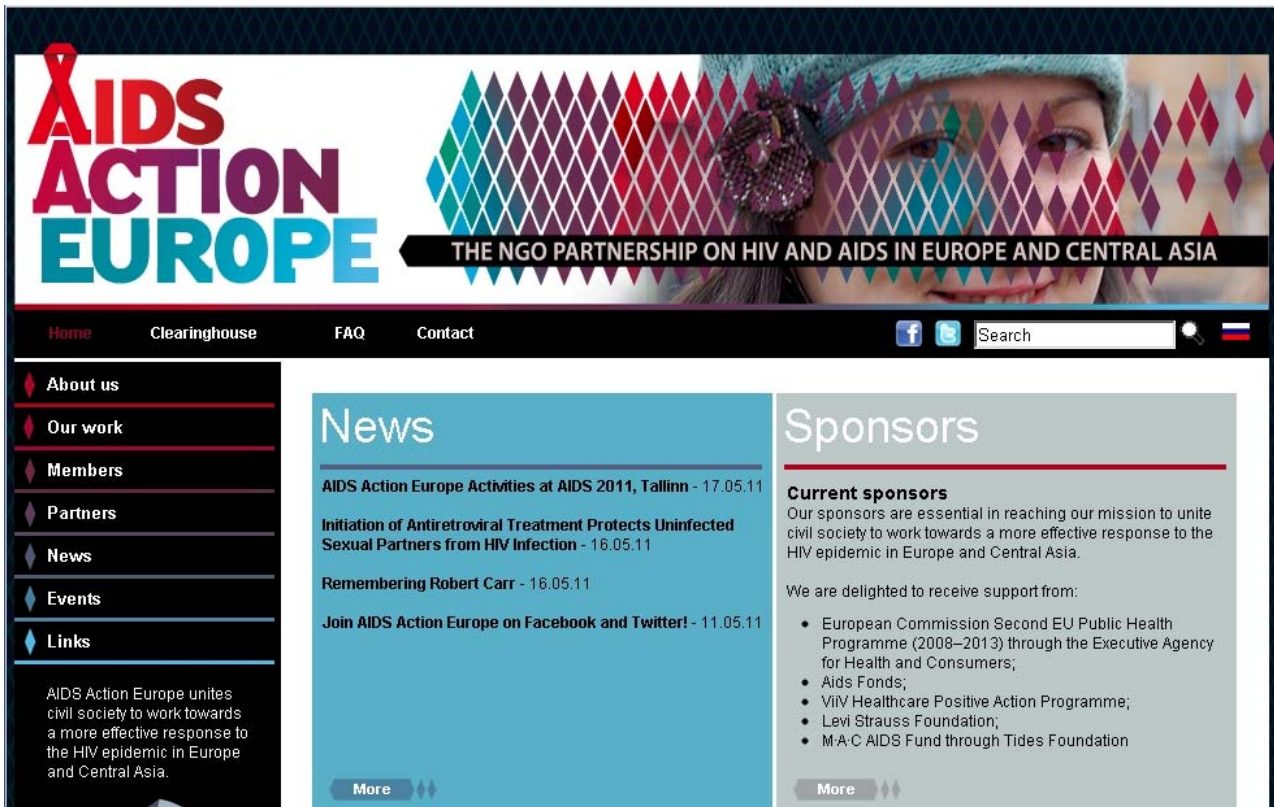 AIDS
ACTION
EUROPE
THE NGO PARTNERSHIP ON HIV AND AIDS IN EUROPE AND CENTRAL ASIA
Home
Clearinghouse
FAQ
Contact
Search
About us
Our work
Members
Partners
News
Events
Links
AIDS Action Europe unites
civil society to work towards
a more effective response to
the HIV epidemic in Europe
and Central Asia.
News
AIDS Action Europe Activities at AIDS 2011, Tallinn - 17.05.11
Initiation of Antiretroviral Treatment Protects Uninfected
Sexual Partners from HIV Infection - 16.05.11
Remembering Robert Carr - 16.05.11
Join AIDS Action Europe on Facebook and Twitter! - 11.05.11
More
Sponsors
Current sponsors
Our sponsors are essential in reaching our mission to unite
civil society to work towards a more effective response to the
HIV epidemic in Europe and Central Asia.
We are delighted to receive support from:
• European Commission Second EU Public Health
Programme (2008–2013) through the Executive Agency
for Health and Consumers;
• Aids Fonds;
• ViiV Healthcare Positive Action Programme;
• Levi Strauss Foundation;
• M·A·C AIDS Fund through Tides Foundation
More